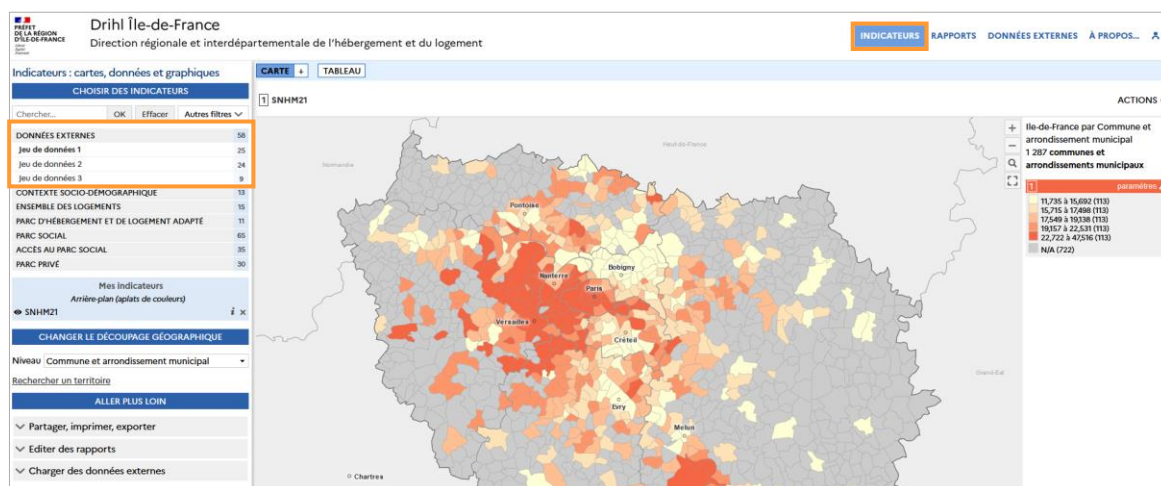 PRÉFET
DE LA RÉGION
D'ÎLE-DE-FRANCE
Drihl Île-de-France
Direction régionale et interdépartementale de l'hébergement et du logement
INDICATEURS RAPPORTS DONNÉES EXTERNES À PROPOS...
Indicateurs : cartes, données et graphiques
CHOISIR DES INDICATEURS
Chercher... OK Effacer Autres filtres
DONNÉES EXTERNES 58
Jeu de données 1 25
Jeu de données 2 24
Jeu de données 3 9
CONTEXTE SOCIO-DÉMOGRAPHIQUE 13
ENSEMBLE DES LOGEMENTS 15
PARC D'HÉBERGEMENT ET DE LOGEMENT ADAPTÉ 11
PARC SOCIAL 65
ACCÈS AU PARC SOCIAL 35
PARC PRIVÉ 30
Mes indicateurs
Arrière-plan (aplats de couleurs)
SNHM21 i ×
CHANGER LE DÉCOUPAGE GÉOGRAPHIQUE
Niveau Commune et arrondissement municipal
Rechercher un territoire
ALLER PLUS LOIN
Partager, imprimer, exporter
Editer des rapports
Charger des données externes
CARTE + TABLEAU
1 SNHM21
ACTIONS
Normandie
Haut-de-France
Pontoise
Bobigny
Nanterre
Paris
Versailles
Créteil
Grand-Est
Evry
Melun
Chartres
+
−
Ile-de-France par Commune et
arrondissement municipal
1 287 communes et
arrondissements municipaux
1 paramètres
11,735 à 15,692 (113)
15,715 à 17,498 (113)
17,549 à 19,138 (113)
19,157 à 22,531 (113)
22,722 à 47,516 (113)
N/A (722)